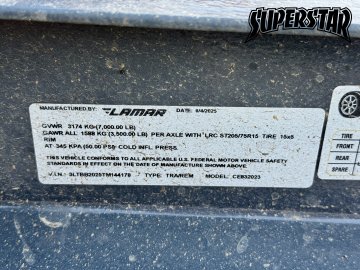 SUPERSTAR
MANUFACTURED BY: LAMAR DATE: 8/4/2025
GVWR 3174 KG(7,000.00 LB)
GAWR ALL 1588 KG (3,500.00 LB) PER AXLE WITH LRC ST205/75R15 TIRE 15x5
RIM
AT 345 KPA (50.00 PSI) COLD INFL. PRESS.
THIS VEHICLE CONFORMS TO ALL APPLICABLE U.S. FEDERAL MOTOR VEHICLE SAFETY
STANDARDS IN EFFECT ON THE DATE OF MANUFACTURE SHOWN ABOVE.
V.I.N.: TYPE: TRA/REM MODEL:
TIRE
FRONT
REAR
SPARE